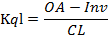 Kql = (OA − Inv) / CL